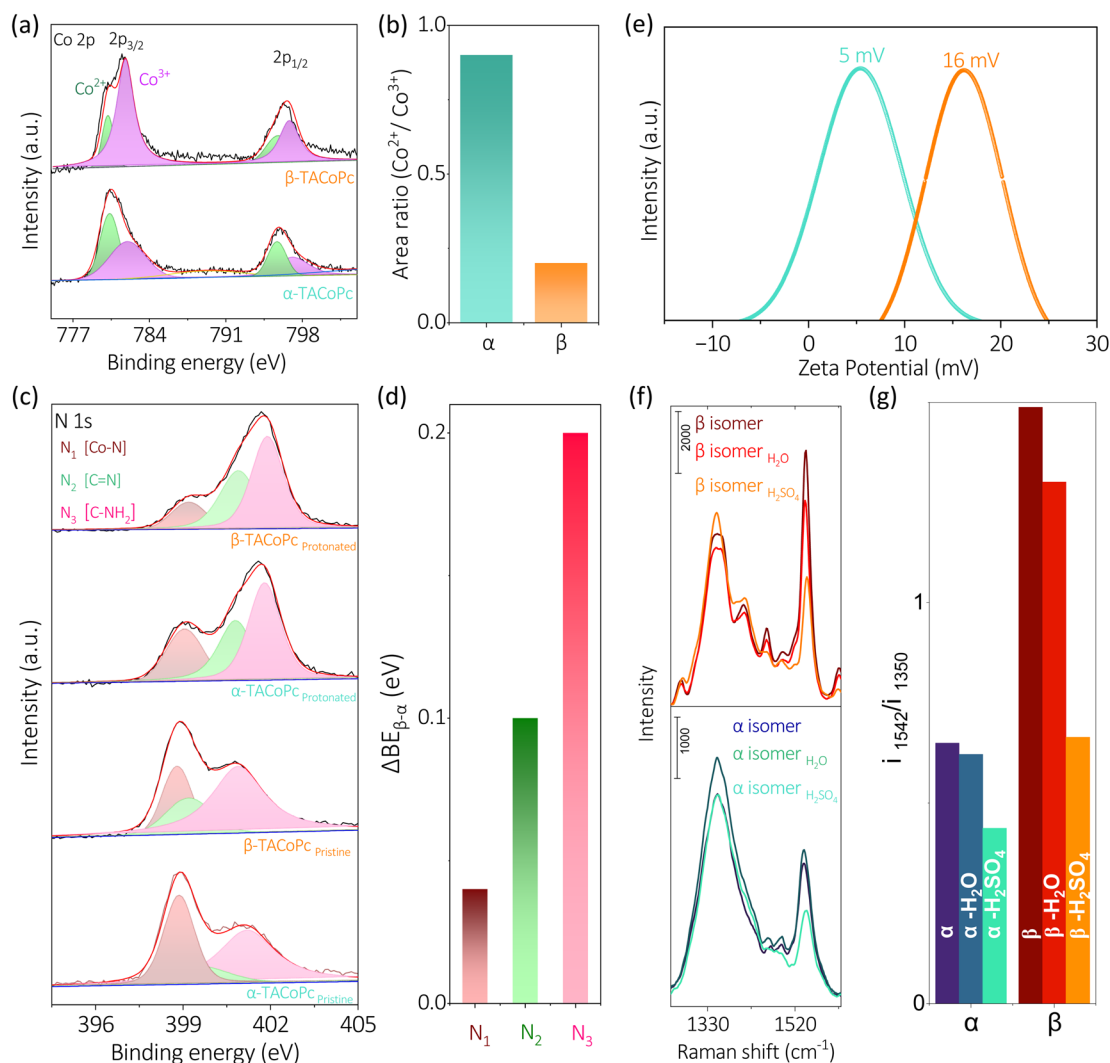 (a)
Co 2p
2p3/2
2p1/2
Co2+
Co3+
β-TACoPc
α-TACoPc
Intensity (a.u.)
777 784 791 798
Binding energy (eV)
(b)
1.0
0.5
0.0
Area ratio (Co2+/ Co3+)
α β
(e)
5 mV
16 mV
Intensity (a.u.)
−10 0 10 20 30
Zeta Potential (mV)
(c)
N 1s
N1 [Co-N]
N2 [C=N]
N3 [C-NH2]
β-TACoPc Protonated
α-TACoPc Protonated
β-TACoPc Pristine
α-TACoPc Pristine
Intensity (a.u.)
396 399 402 405
Binding energy (eV)
(d)
0.2
0.1
0.0
ΔBEβ-α (eV)
N1 N2 N3
(f)
2000
β isomer
β isomer H2O
β isomer H2SO4
1000
α isomer
α isomer H2O
α isomer H2SO4
Intensity
1330 1520
Raman shift (cm-1)
(g)
1
0
i 1542/i 1350
α
α -H2O
α -H2SO4
β
β -H2O
β -H2SO4
α β